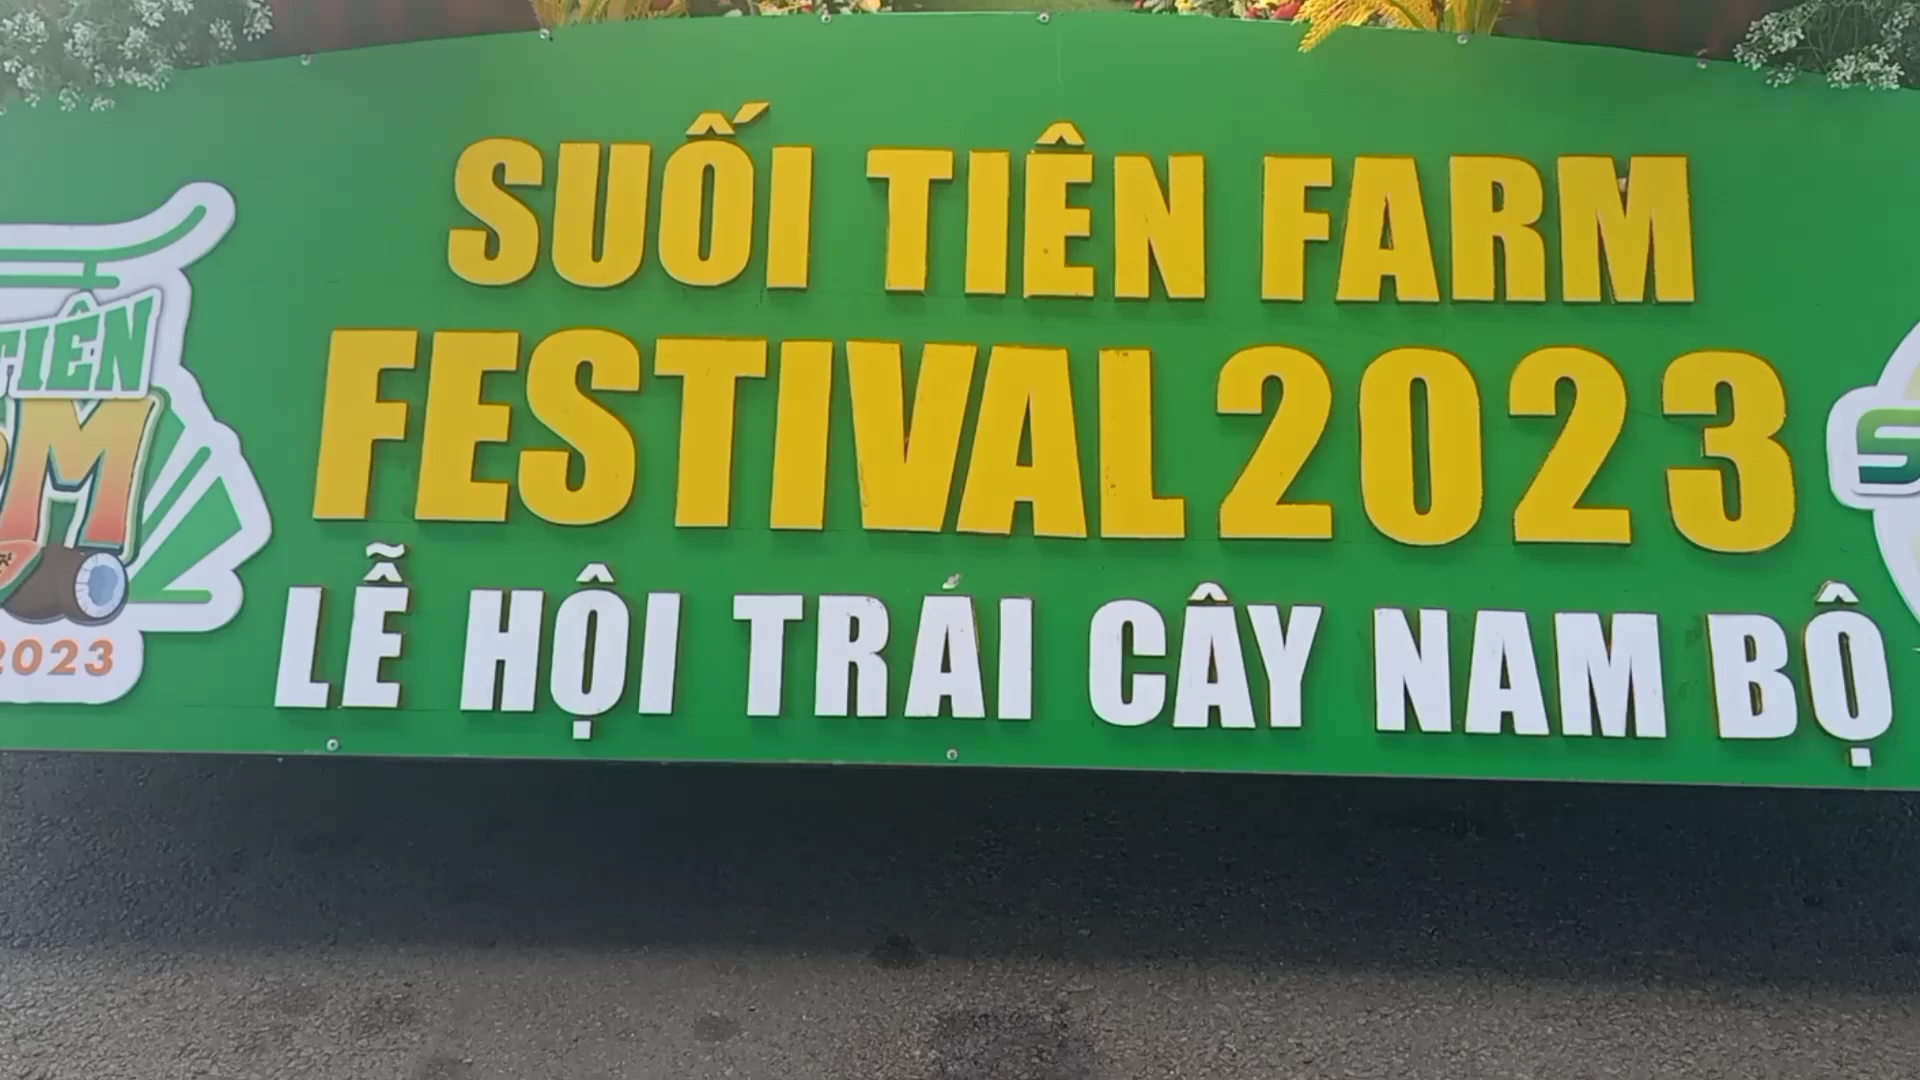 SUỐI TIÊN FARM
FESTIVAL 2023
LỄ HỘI TRÁI CÂY NAM BỘ
TIÊN
2023